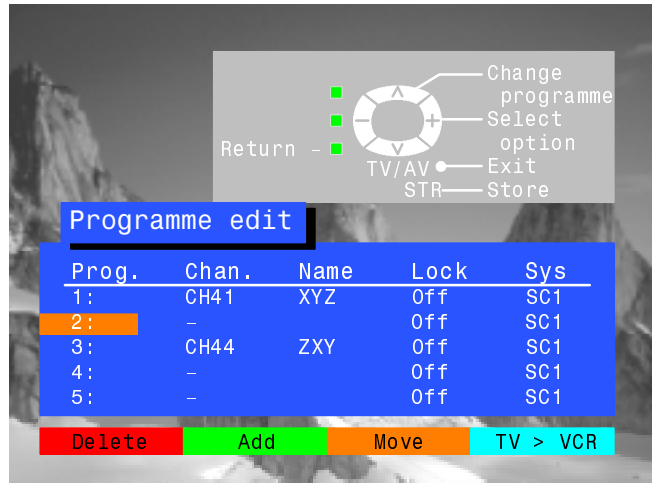 Change
programme
Select
option
Return –
TV/AV
Exit
STR
Store
Programme edit
Prog. Chan. Name Lock Sys
1: CH41 XYZ Off SC1
2: – Off SC1
3: CH44 ZXY Off SC1
4: – Off SC1
5: – Off SC1
Delete Add Move TV > VCR